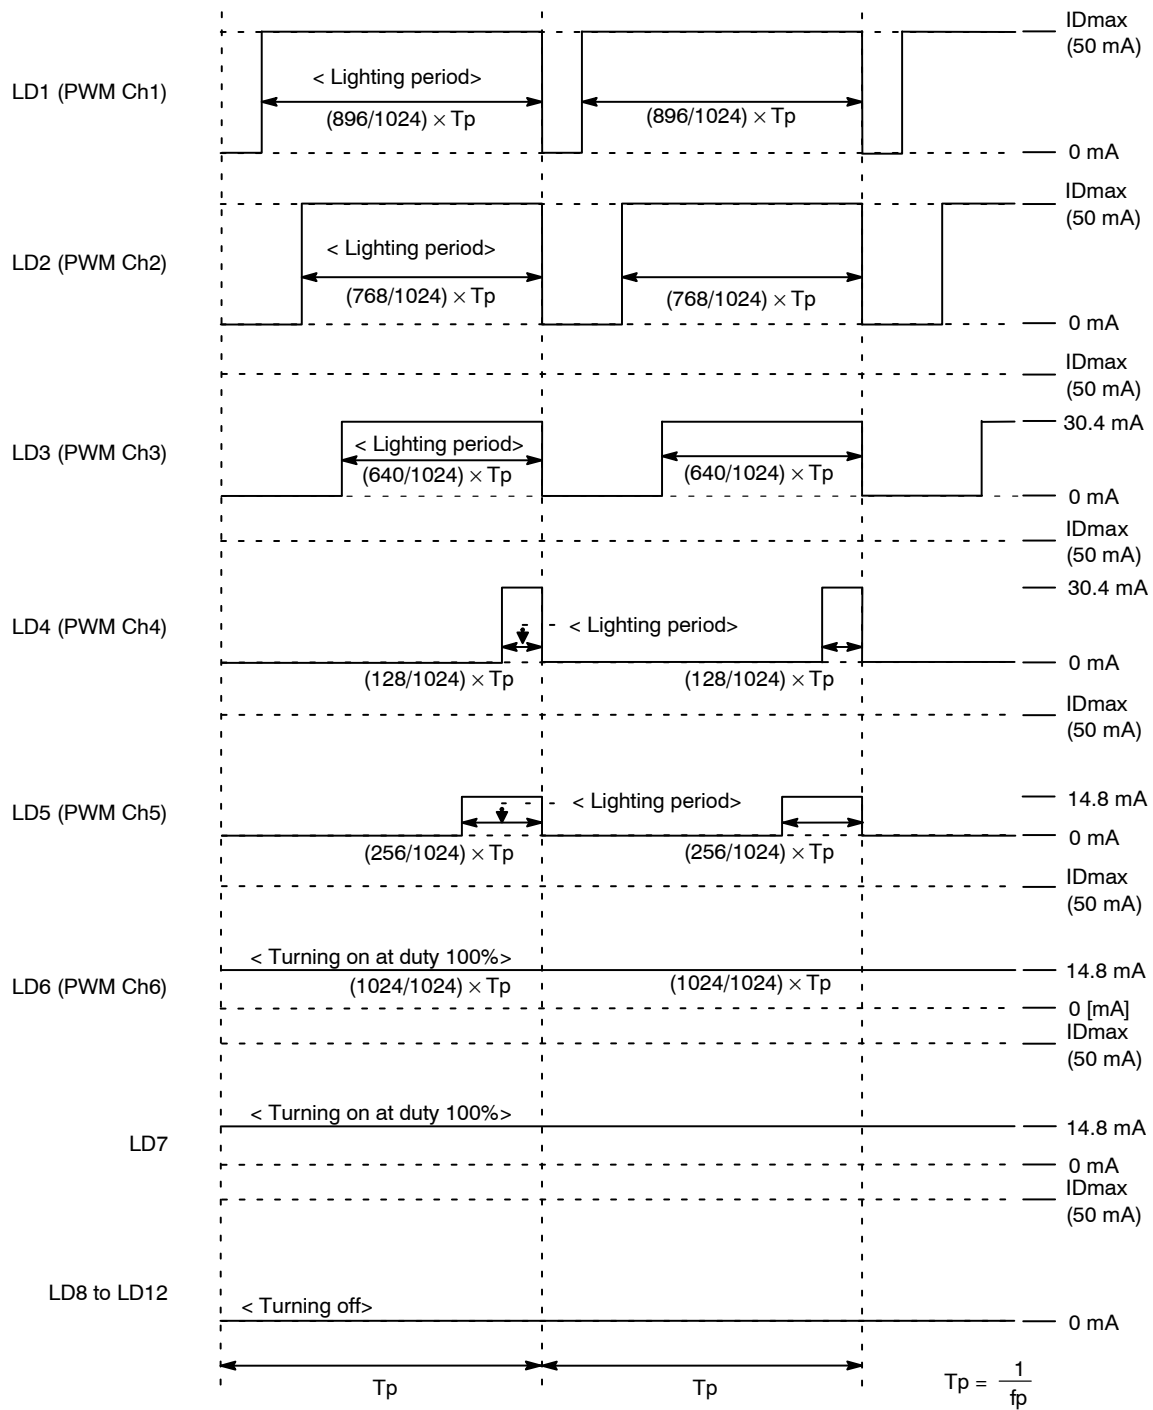 IDmax
(50 mA)
< Lighting period>
LD1 (PWM Ch1)
(896/1024) × Tp
(896/1024) × Tp
0 mA
IDmax
(50 mA)
< Lighting period>
LD2 (PWM Ch2)
(768/1024) × Tp
(768/1024) × Tp
0 mA
IDmax
(50 mA)
30.4 mA
< Lighting period>
LD3 (PWM Ch3)
(640/1024) × Tp
(640/1024) × Tp
0 mA
IDmax
(50 mA)
30.4 mA
LD4 (PWM Ch4)
< Lighting period>
0 mA
(128/1024) × Tp
(128/1024) × Tp
IDmax
(50 mA)
14.8 mA
LD5 (PWM Ch5)
< Lighting period>
0 mA
(256/1024) × Tp
(256/1024) × Tp
IDmax
(50 mA)
< Turning on at duty 100%>
14.8 mA
LD6 (PWM Ch6)
(1024/1024) × Tp
(1024/1024) × Tp
0 [mA]
IDmax
(50 mA)
< Turning on at duty 100%>
14.8 mA
LD7
0 mA
IDmax
(50 mA)
LD8 to LD12
< Turning off>
0 mA
Tp
Tp
Tp = 1
fp